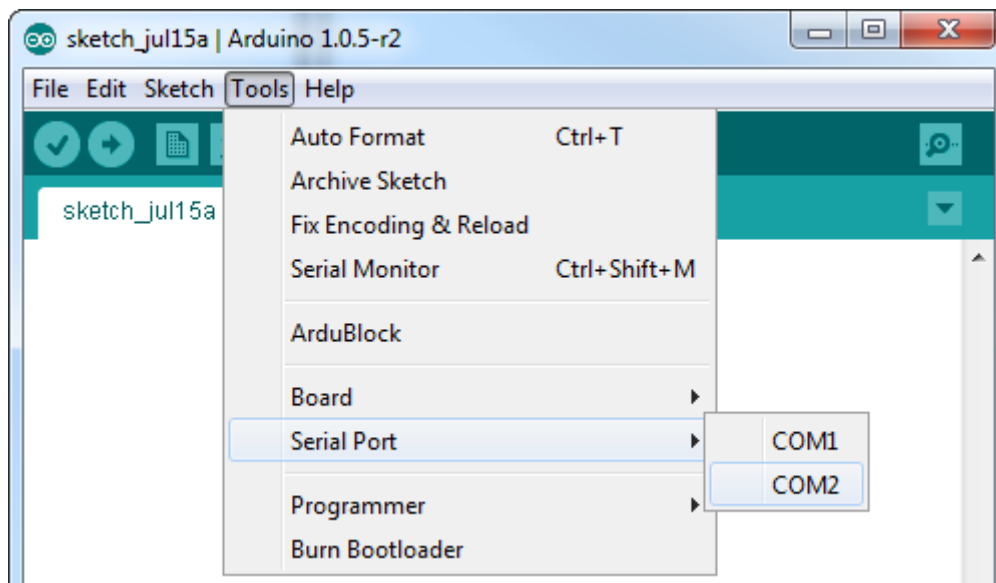 sketch_jul15a | Arduino 1.0.5-r2
File Edit Sketch Tools Help
sketch_jul15a
Auto Format Ctrl+T
Archive Sketch
Fix Encoding & Reload
Serial Monitor Ctrl+Shift+M
ArduBlock
Board
Serial Port
COM1
COM2
Programmer
Burn Bootloader